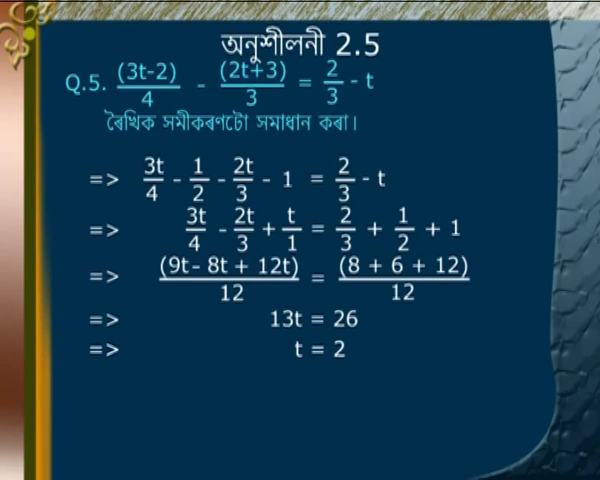 অনুশীলনী 2.5
Q.5. (3t-2)/4 - (2t+3)/3 = 2/3 - t
ৰৈখিক সমীকৰণটো সমাধান কৰা।
=> 3t/4 - 1/2 - 2t/3 - 1 = 2/3 - t
=> 3t/4 - 2t/3 + t/1 = 2/3 + 1/2 + 1
=> (9t- 8t + 12t)/12 = (8 + 6 + 12)/12
=> 13t = 26
=> t = 2